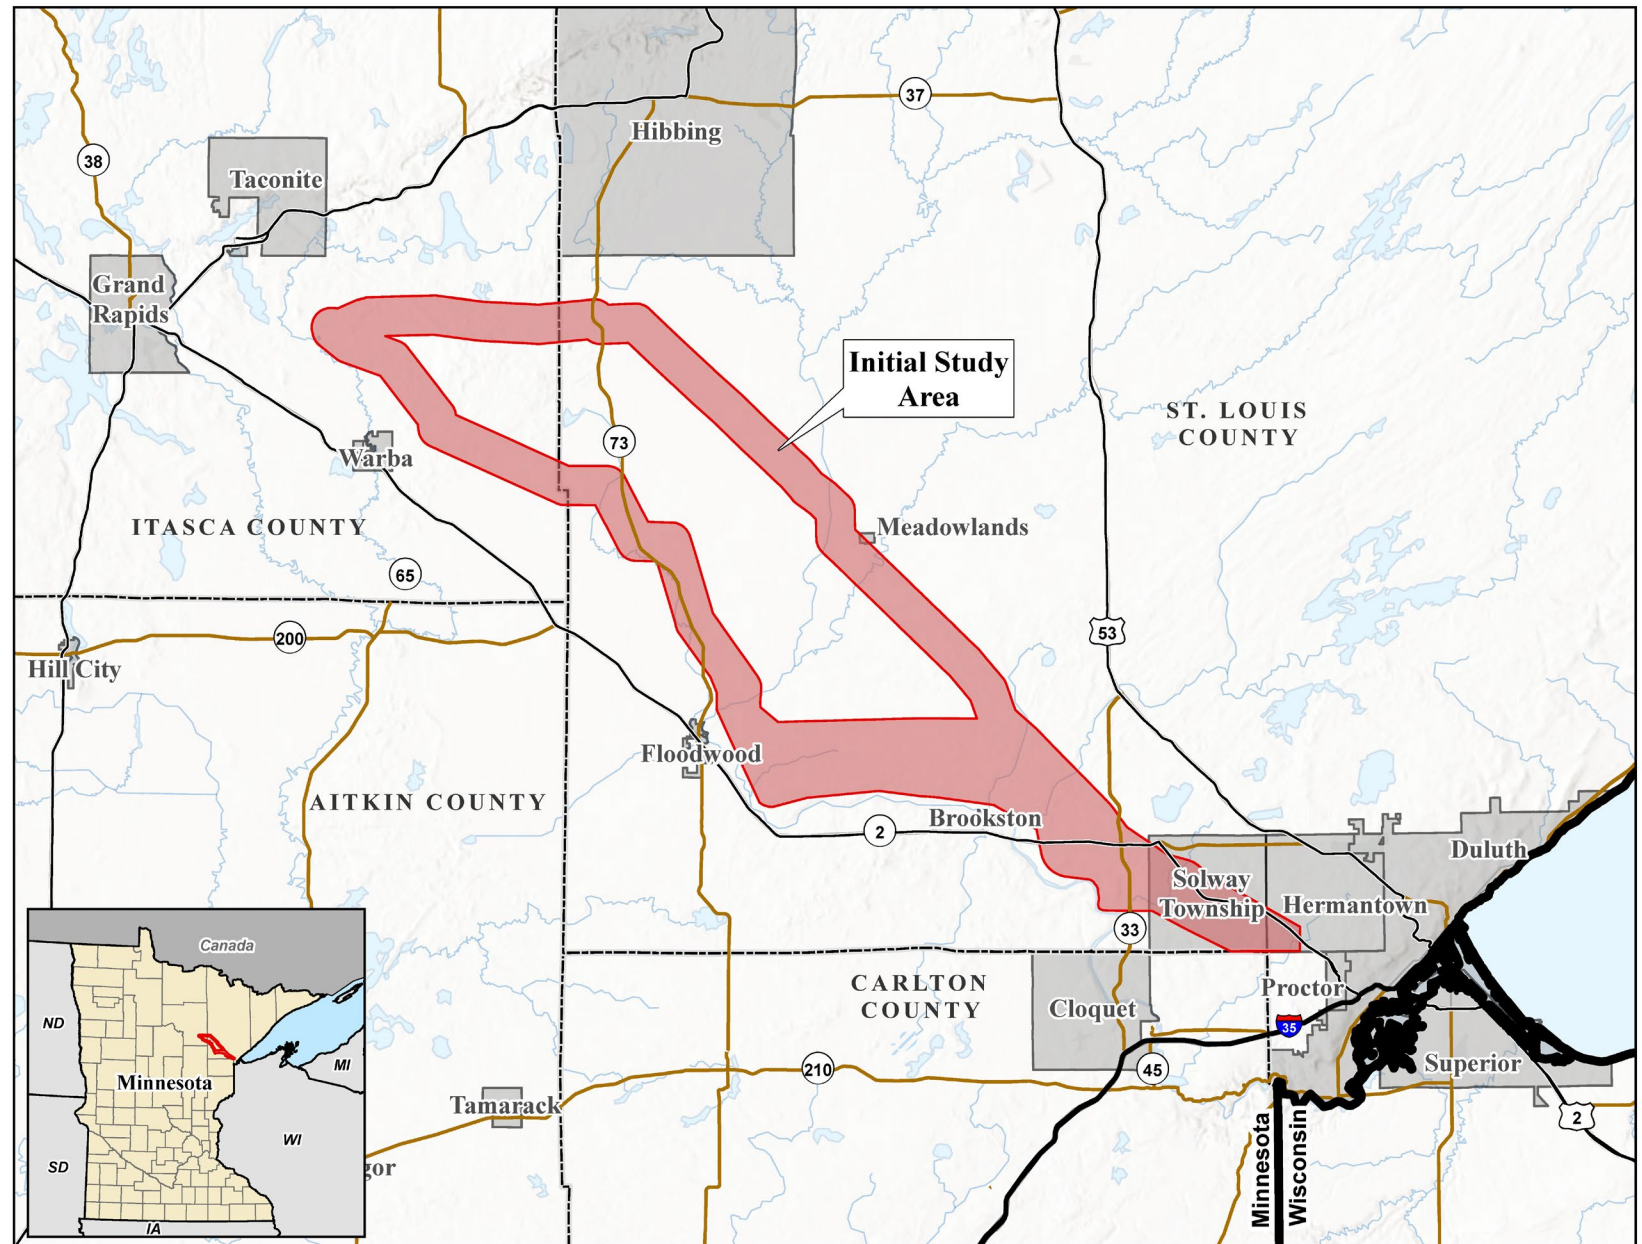 37
Hibbing
38
Taconite
Grand
Rapids
Initial Study
Area
ST. LOUIS
COUNTY
73
Warba
ITASCA COUNTY
Meadowlands
65
53
200
Hill City
Floodwood
AITKIN COUNTY
Brookston
2
Duluth
Solway
Township
Hermantown
33
CARLTON
COUNTY
Proctor
Cloquet
35
Superior
210
45
Tamarack
2
gor
Minnesota
Wisconsin
Canada
ND
MI
Minnesota
WI
SD
IA